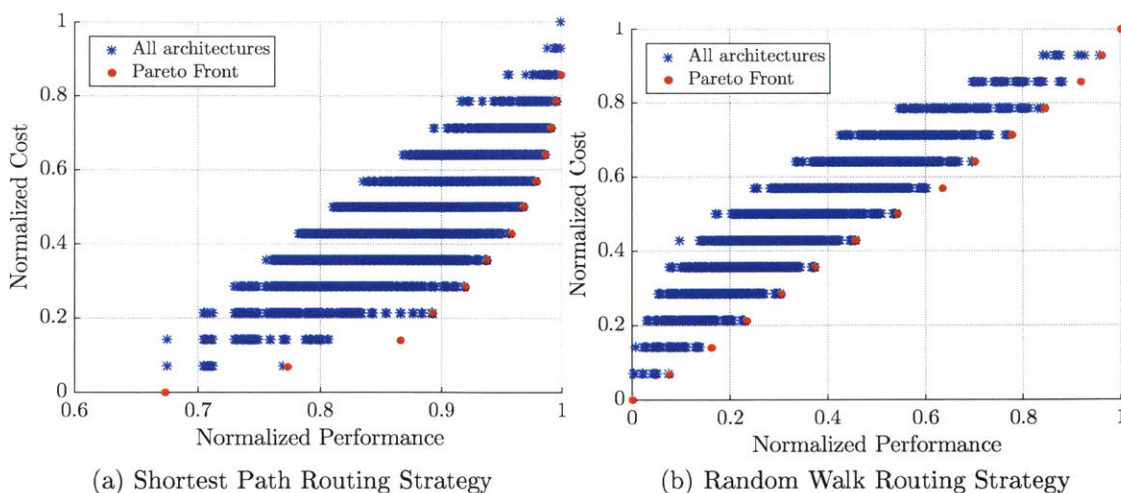 1
0.8
0.6
0.4
0.2
0
Normalized Cost
All architectures
Pareto Front
0.6 0.7 0.8 0.9 1
Normalized Performance
(a) Shortest Path Routing Strategy
1
0.8
0.6
0.4
0.2
0
Normalized Cost
All architectures
Pareto Front
0 0.2 0.4 0.6 0.8 1
Normalized Performance
(b) Random Walk Routing Strategy